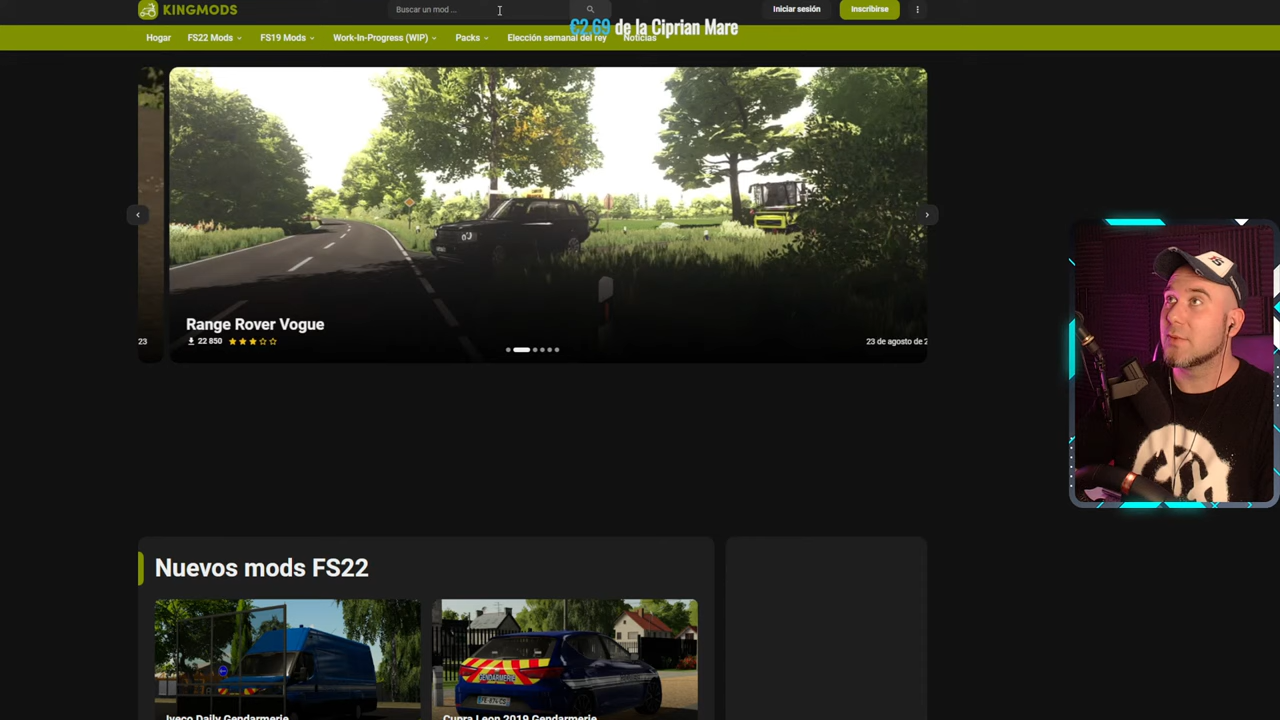 KINGMODS
Buscar un mod ...
Iniciar sesión
Inscribirse
€2.69 de la Ciprian Mare
Hogar
FS22 Mods
FS19 Mods
Work-In-Progress (WIP)
Packs
Elección semanal del rey
Noticias
Range Rover Vogue
22 850
23
23 de agosto de 2
Nuevos mods FS22
GENDARMERIE
Iveco Daily Gendarmerie
Cupra Leon 2019 Gendarmerie